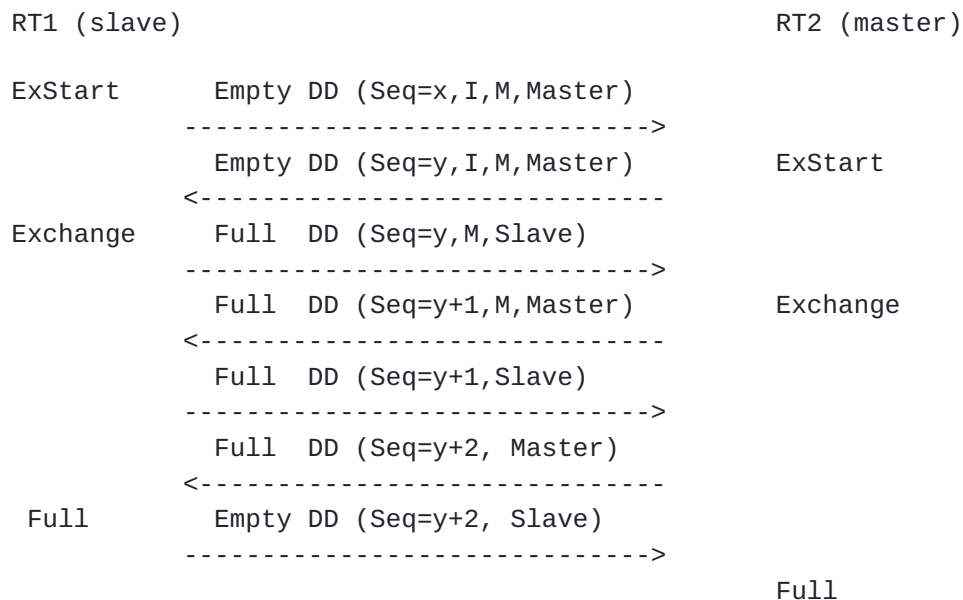 RT1 (slave)                                      RT2 (master)
ExStart      Empty DD (Seq=x,I,M,Master)
------------------------------>
Empty DD (Seq=y,I,M,Master)         ExStart
<------------------------------
Exchange     Full  DD (Seq=y,M,Slave)
------------------------------>
Full  DD (Seq=y+1,M,Master)         Exchange
<------------------------------
Full  DD (Seq=y+1,Slave)
------------------------------>
Full  DD (Seq=y+2, Master)
<------------------------------
Full        Empty DD (Seq=y+2, Slave)
------------------------------>
Full